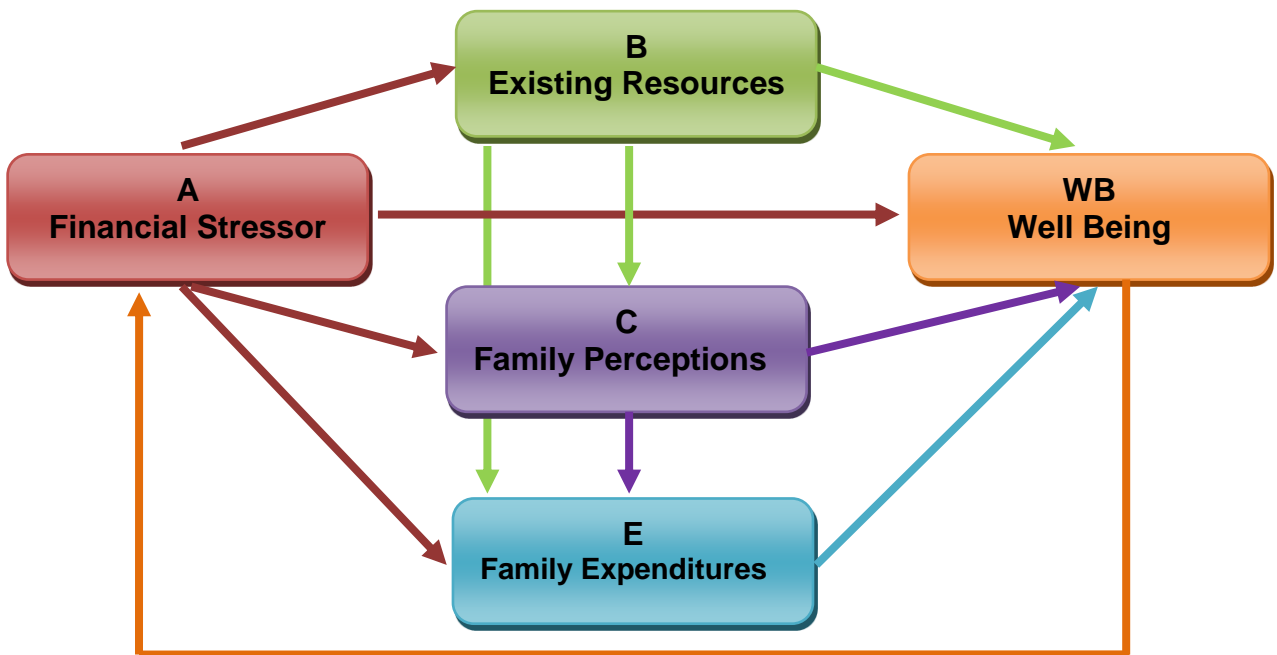 B
Existing Resources
A
Financial Stressor
WB
Well Being
C
Family Perceptions
E
Family Expenditures